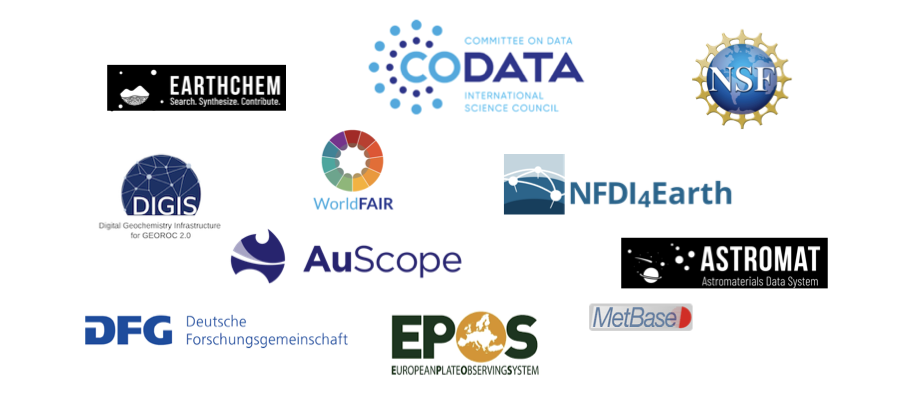 COMMITTEE ON DATA
CODATA
INTERNATIONAL
SCIENCE COUNCIL
EARTHCHEM
Search. Synthesize. Contribute.
NSF
DIGIS
Digital Geochemistry Infrastructure
for GEOROC 2.0
WorldFAIR
NFDI4Earth
AuScope
ASTROMAT
Astromaterials Data System
DFG
Deutsche
Forschungsgemeinschaft
EPOS
EUROPEANPLATEOBSERVINGSYSTEM
MetBase